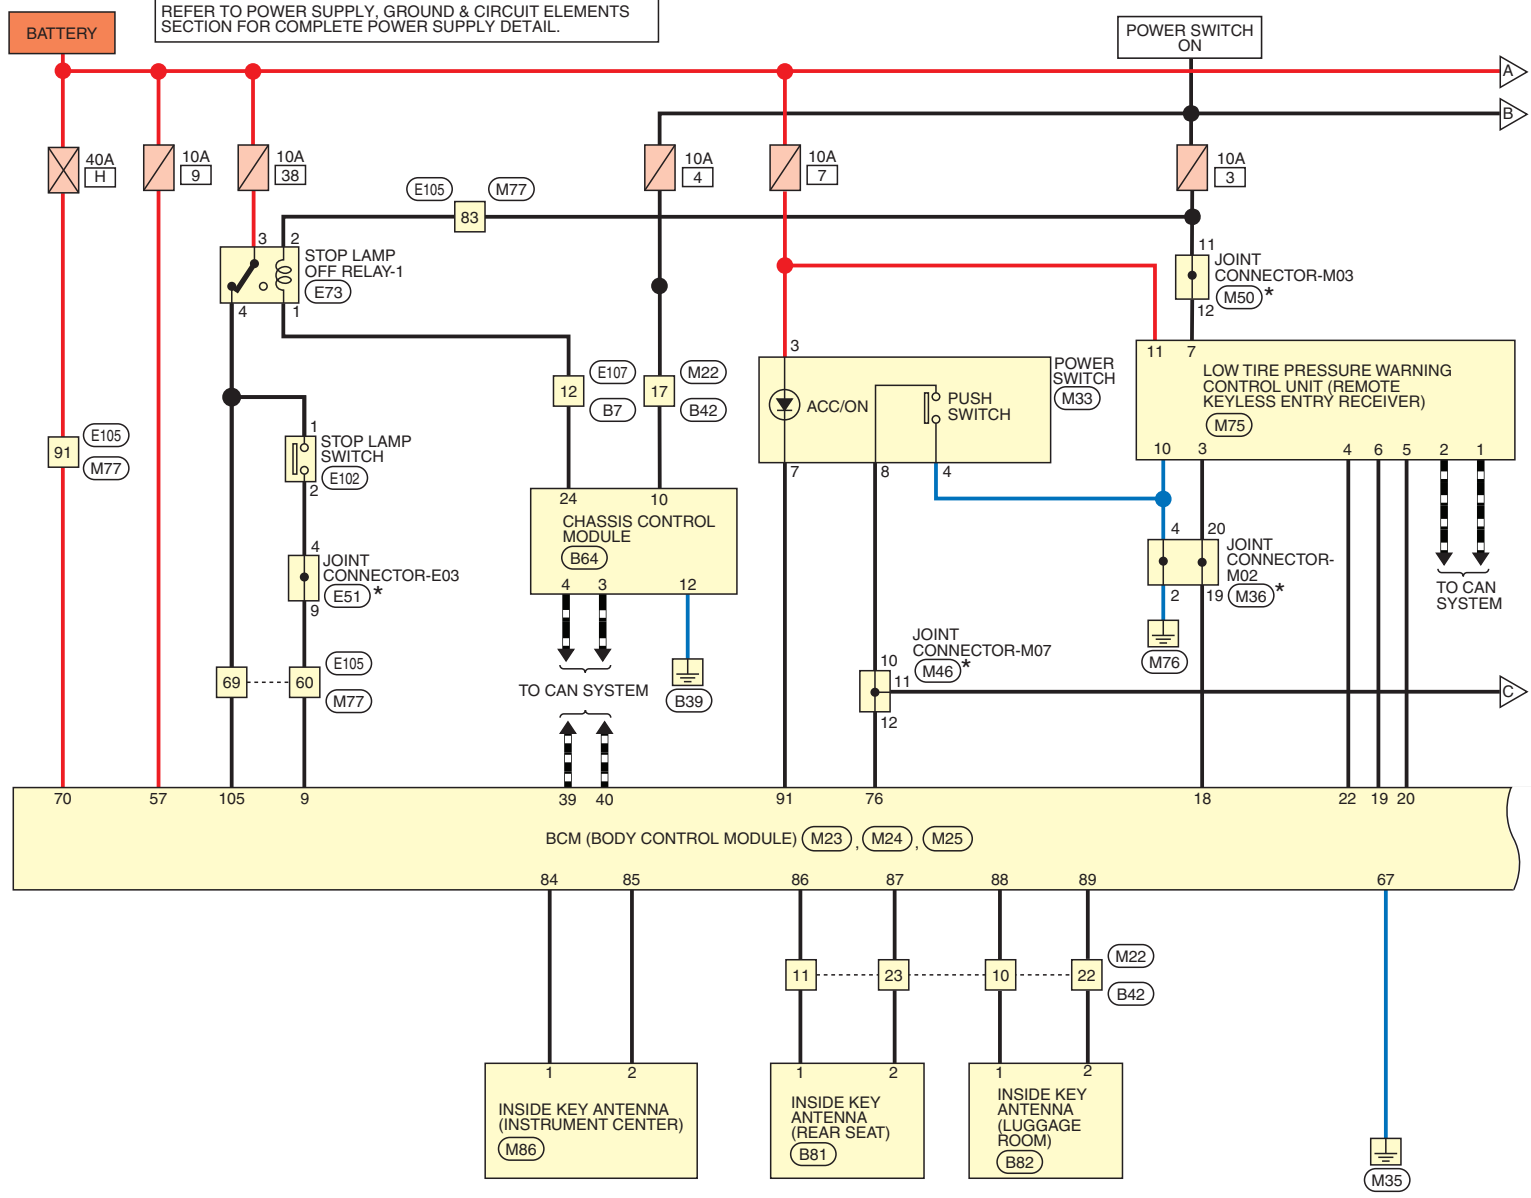 REFER TO POWER SUPPLY, GROUND & CIRCUIT ELEMENTS
SECTION FOR COMPLETE POWER SUPPLY DETAIL.
BATTERY
POWER SWITCH
ON
A
B
40A
H
10A
9
10A
38
10A
4
10A
7
10A
3
E105
83
M77
3
2
STOP LAMP
OFF RELAY-1
E73
4
1
11
JOINT
CONNECTOR-M03
M50
*
12
91
E105
M77
1
STOP LAMP
SWITCH
E102
2
12
E107
B7
17
M22
B42
3
ACC/ON
PUSH
SWITCH
POWER
SWITCH
M33
7
8
4
11
7
LOW TIRE PRESSURE WARNING
CONTROL UNIT (REMOTE
KEYLESS ENTRY RECEIVER)
M75
10
3
4
6
5
2
1
24
10
CHASSIS CONTROL
MODULE
B64
4
3
12
4
JOINT
CONNECTOR-E03
E51
*
9
4
20
JOINT
CONNECTOR-
M02
M36
*
2
19
TO CAN
SYSTEM
M76
69
60
E105
M77
TO CAN SYSTEM
B39
JOINT
CONNECTOR-M07
M46
*
10
11
12
C
70
57
105
9
39
40
91
76
18
22
19
20
BCM (BODY CONTROL MODULE)
M23
,
M24
,
M25
84
85
86
87
88
89
67
11
23
10
22
M22
B42
1
2
INSIDE KEY ANTENNA
(INSTRUMENT CENTER)
M86
1
2
INSIDE KEY
ANTENNA
(REAR SEAT)
B81
1
2
INSIDE KEY
ANTENNA
(LUGGAGE
ROOM)
B82
M35